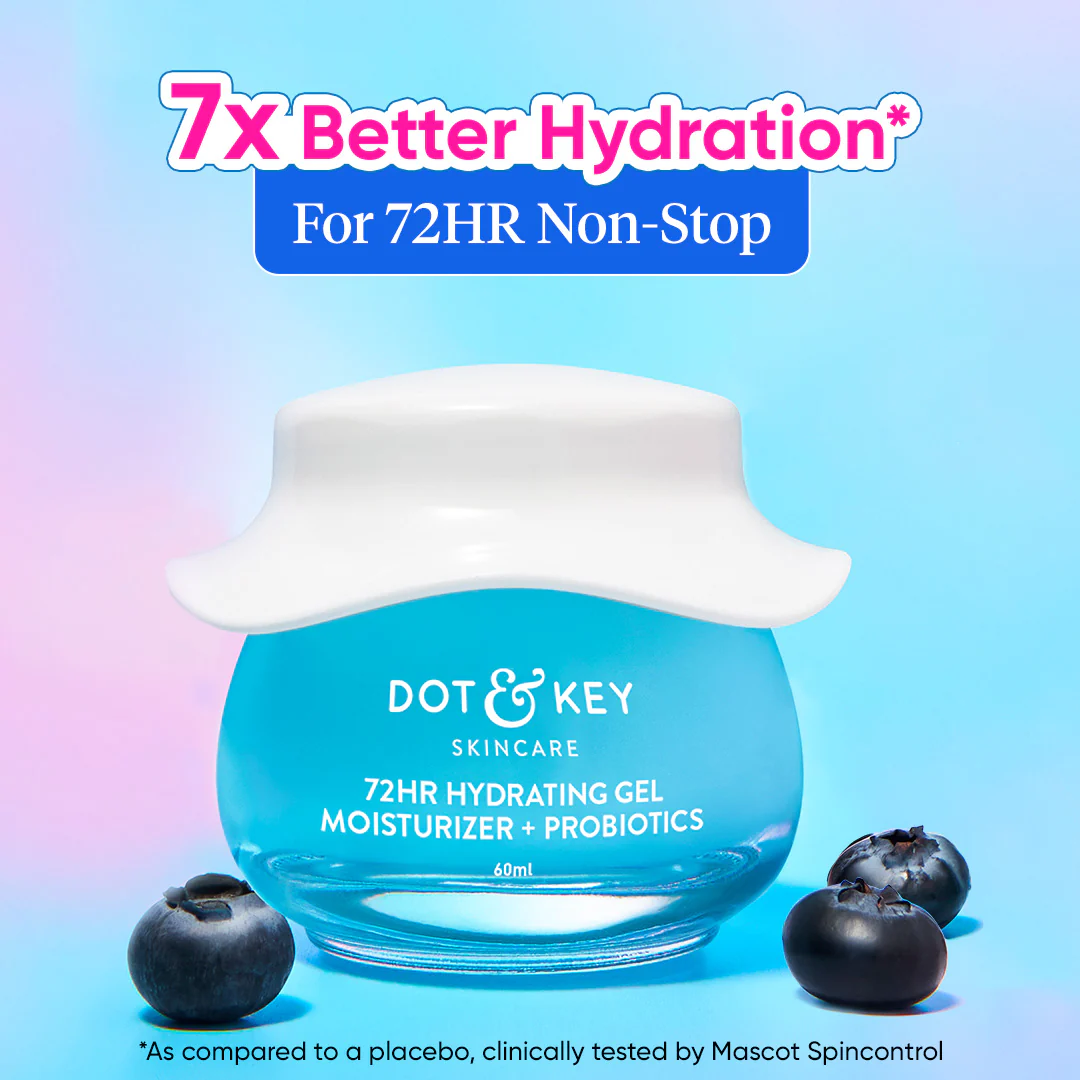 7x Better Hydration*
For 72HR Non-Stop
DOT & KEY
SKINCARE
72HR HYDRATING GEL
MOISTURIZER + PROBIOTICS
60ml
*As compared to a placebo, clinically tested by Mascot Spincontrol